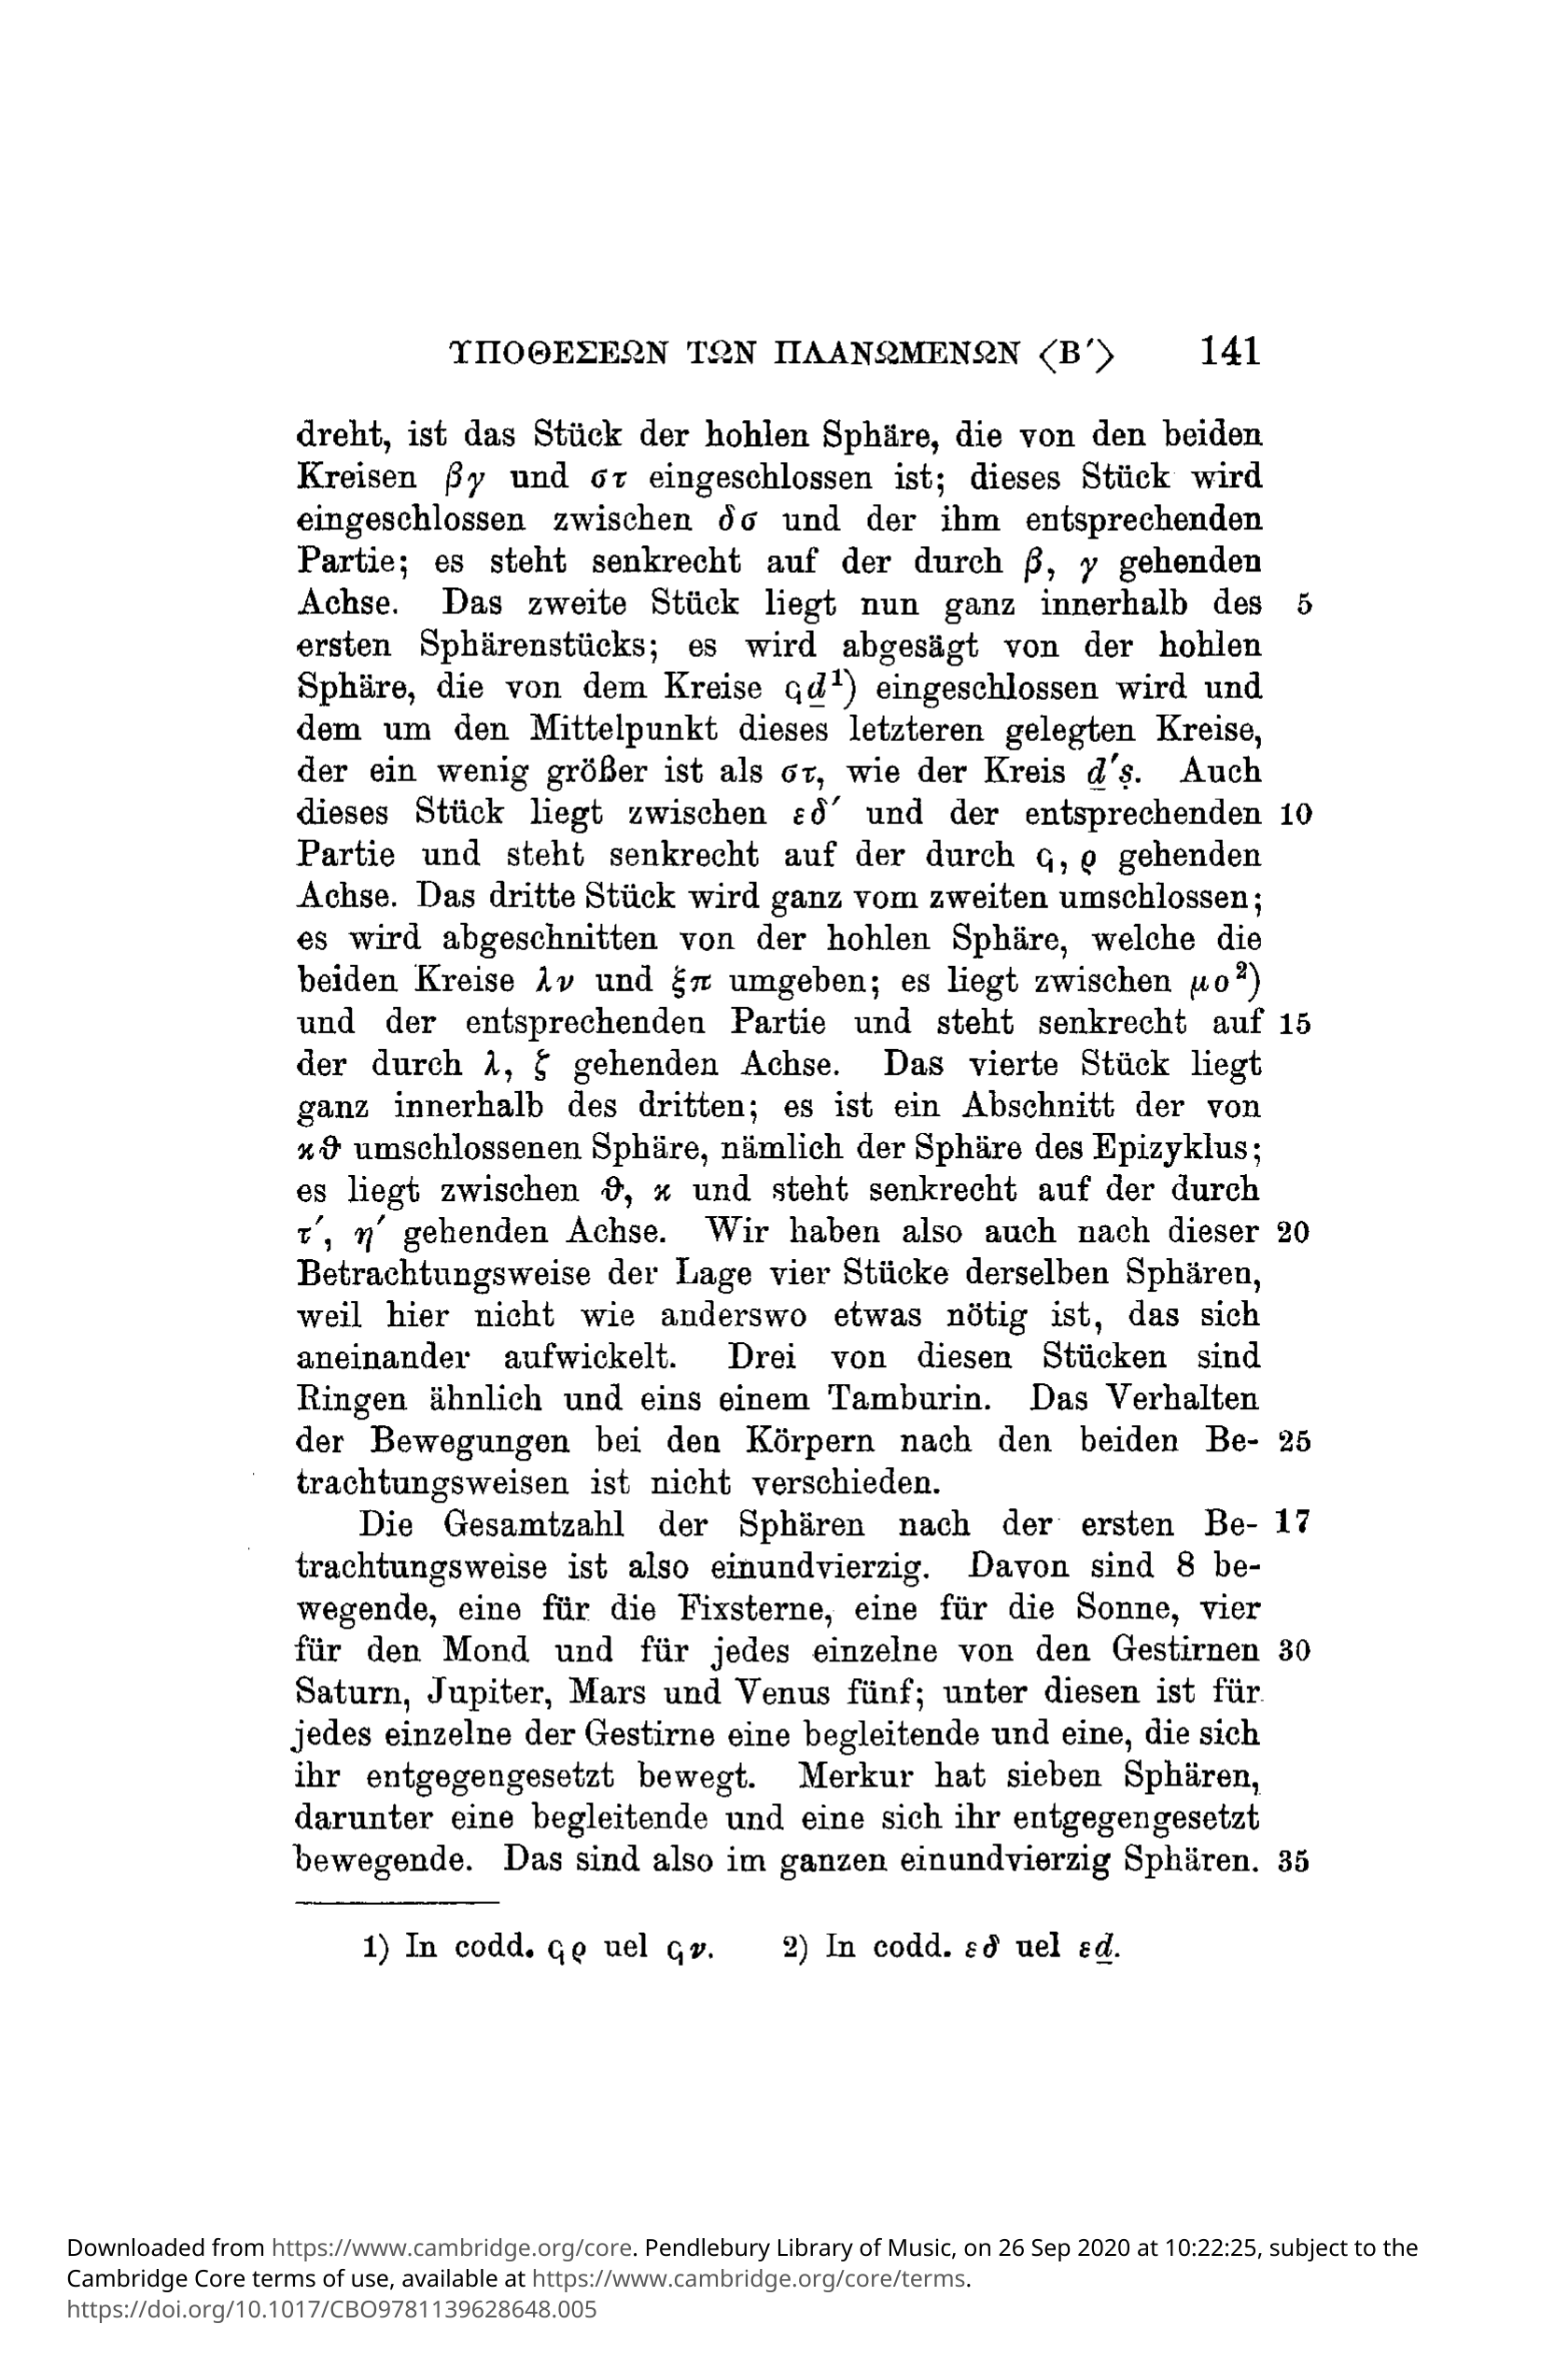 ΥΠΟΘΕΣΕΩΝ ΤΩΝ ΠΛΑΝΩΜΕΝΩΝ ⟨Β′⟩ 141
dreht, ist das Stück der hohlen Sphäre, die von den beiden
Kreisen βγ und στ eingeschlossen ist; dieses Stück wird
eingeschlossen zwischen δσ und der ihm entsprechenden
Partie; es steht senkrecht auf der durch β, γ gehenden
Achse. Das zweite Stück liegt nun ganz innerhalb des 5
ersten Sphärenstücks; es wird abgesägt von der hohlen
Sphäre, die von dem Kreise ϥd̲¹) eingeschlossen wird und
dem um den Mittelpunkt dieses letzteren gelegten Kreise,
der ein wenig größer ist als στ, wie der Kreis d̲′ṣ. Auch
dieses Stück liegt zwischen εδ′ und der entsprechenden 10
Partie und steht senkrecht auf der durch ϥ, ϱ gehenden
Achse. Das dritte Stück wird ganz vom zweiten umschlossen;
es wird abgeschnitten von der hohlen Sphäre, welche die
beiden Kreise λν und ξπ umgeben; es liegt zwischen μο²)
und der entsprechenden Partie und steht senkrecht auf 15
der durch λ, ζ gehenden Achse. Das vierte Stück liegt
ganz innerhalb des dritten; es ist ein Abschnitt der von
ϰϑ umschlossenen Sphäre, nämlich der Sphäre des Epizyklus;
es liegt zwischen ϑ, ϰ und steht senkrecht auf der durch
τ′, η′ gehenden Achse. Wir haben also auch nach dieser 20
Betrachtungsweise der Lage vier Stücke derselben Sphären,
weil hier nicht wie anderswo etwas nötig ist, das sich
aneinander aufwickelt. Drei von diesen Stücken sind
Ringen ähnlich und eins einem Tamburin. Das Verhalten
der Bewegungen bei den Körpern nach den beiden Be- 25
trachtungsweisen ist nicht verschieden.
Die Gesamtzahl der Sphären nach der ersten Be- 17
trachtungsweise ist also einundvierzig. Davon sind 8 be-
wegende, eine für die Fixsterne, eine für die Sonne, vier
für den Mond und für jedes einzelne von den Gestirnen 30
Saturn, Jupiter, Mars und Venus fünf; unter diesen ist für
jedes einzelne der Gestirne eine begleitende und eine, die sich
ihr entgegengesetzt bewegt. Merkur hat sieben Sphären,
darunter eine begleitende und eine sich ihr entgegengesetzt
bewegende. Das sind also im ganzen einundvierzig Sphären. 35
1) In codd. ϥϱ uel ϥν. 2) In codd. εδ uel εd̲.
Downloaded from https://www.cambridge.org/core. Pendlebury Library of Music, on 26 Sep 2020 at 10:22:25, subject to the
Cambridge Core terms of use, available at https://www.cambridge.org/core/terms.
https://doi.org/10.1017/CBO9781139628648.005